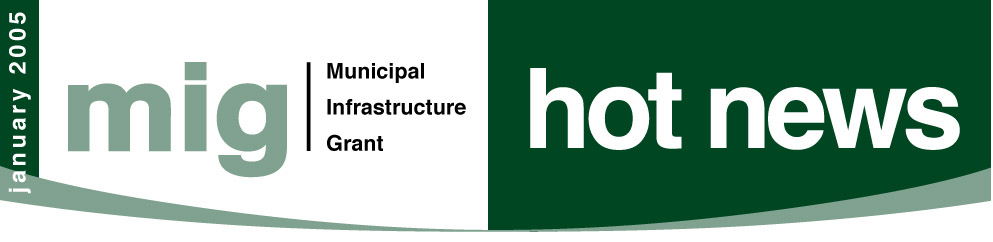 january 2005
mig
Municipal
Infrastructure
Grant
hot news